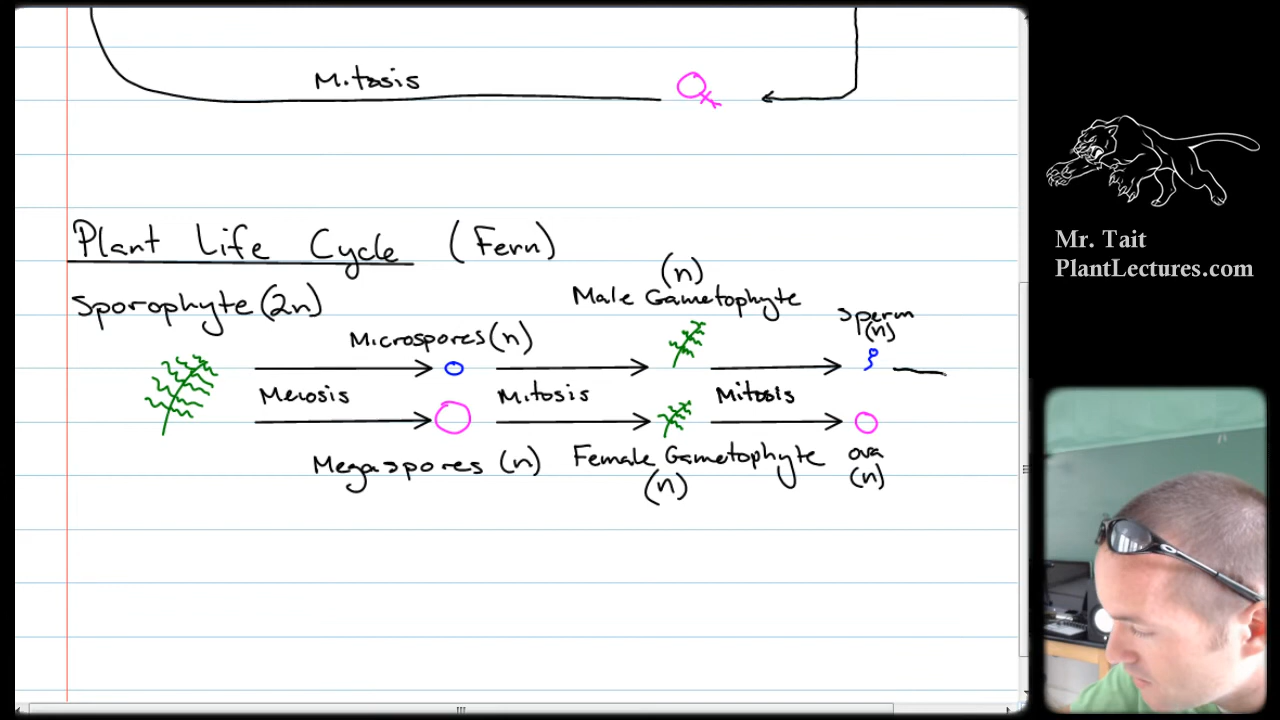 Mitosis
Plant Life Cycle (Fern)
Sporophyte (2n)
(n)
Male Gametophyte
Sperm
(n)
Microspores (n)
Meiosis
Mitosis
Mitosis
Megaspores (n)
Female Gametophyte
(n)
ova
(n)
Mr. Tait
PlantLectures.com